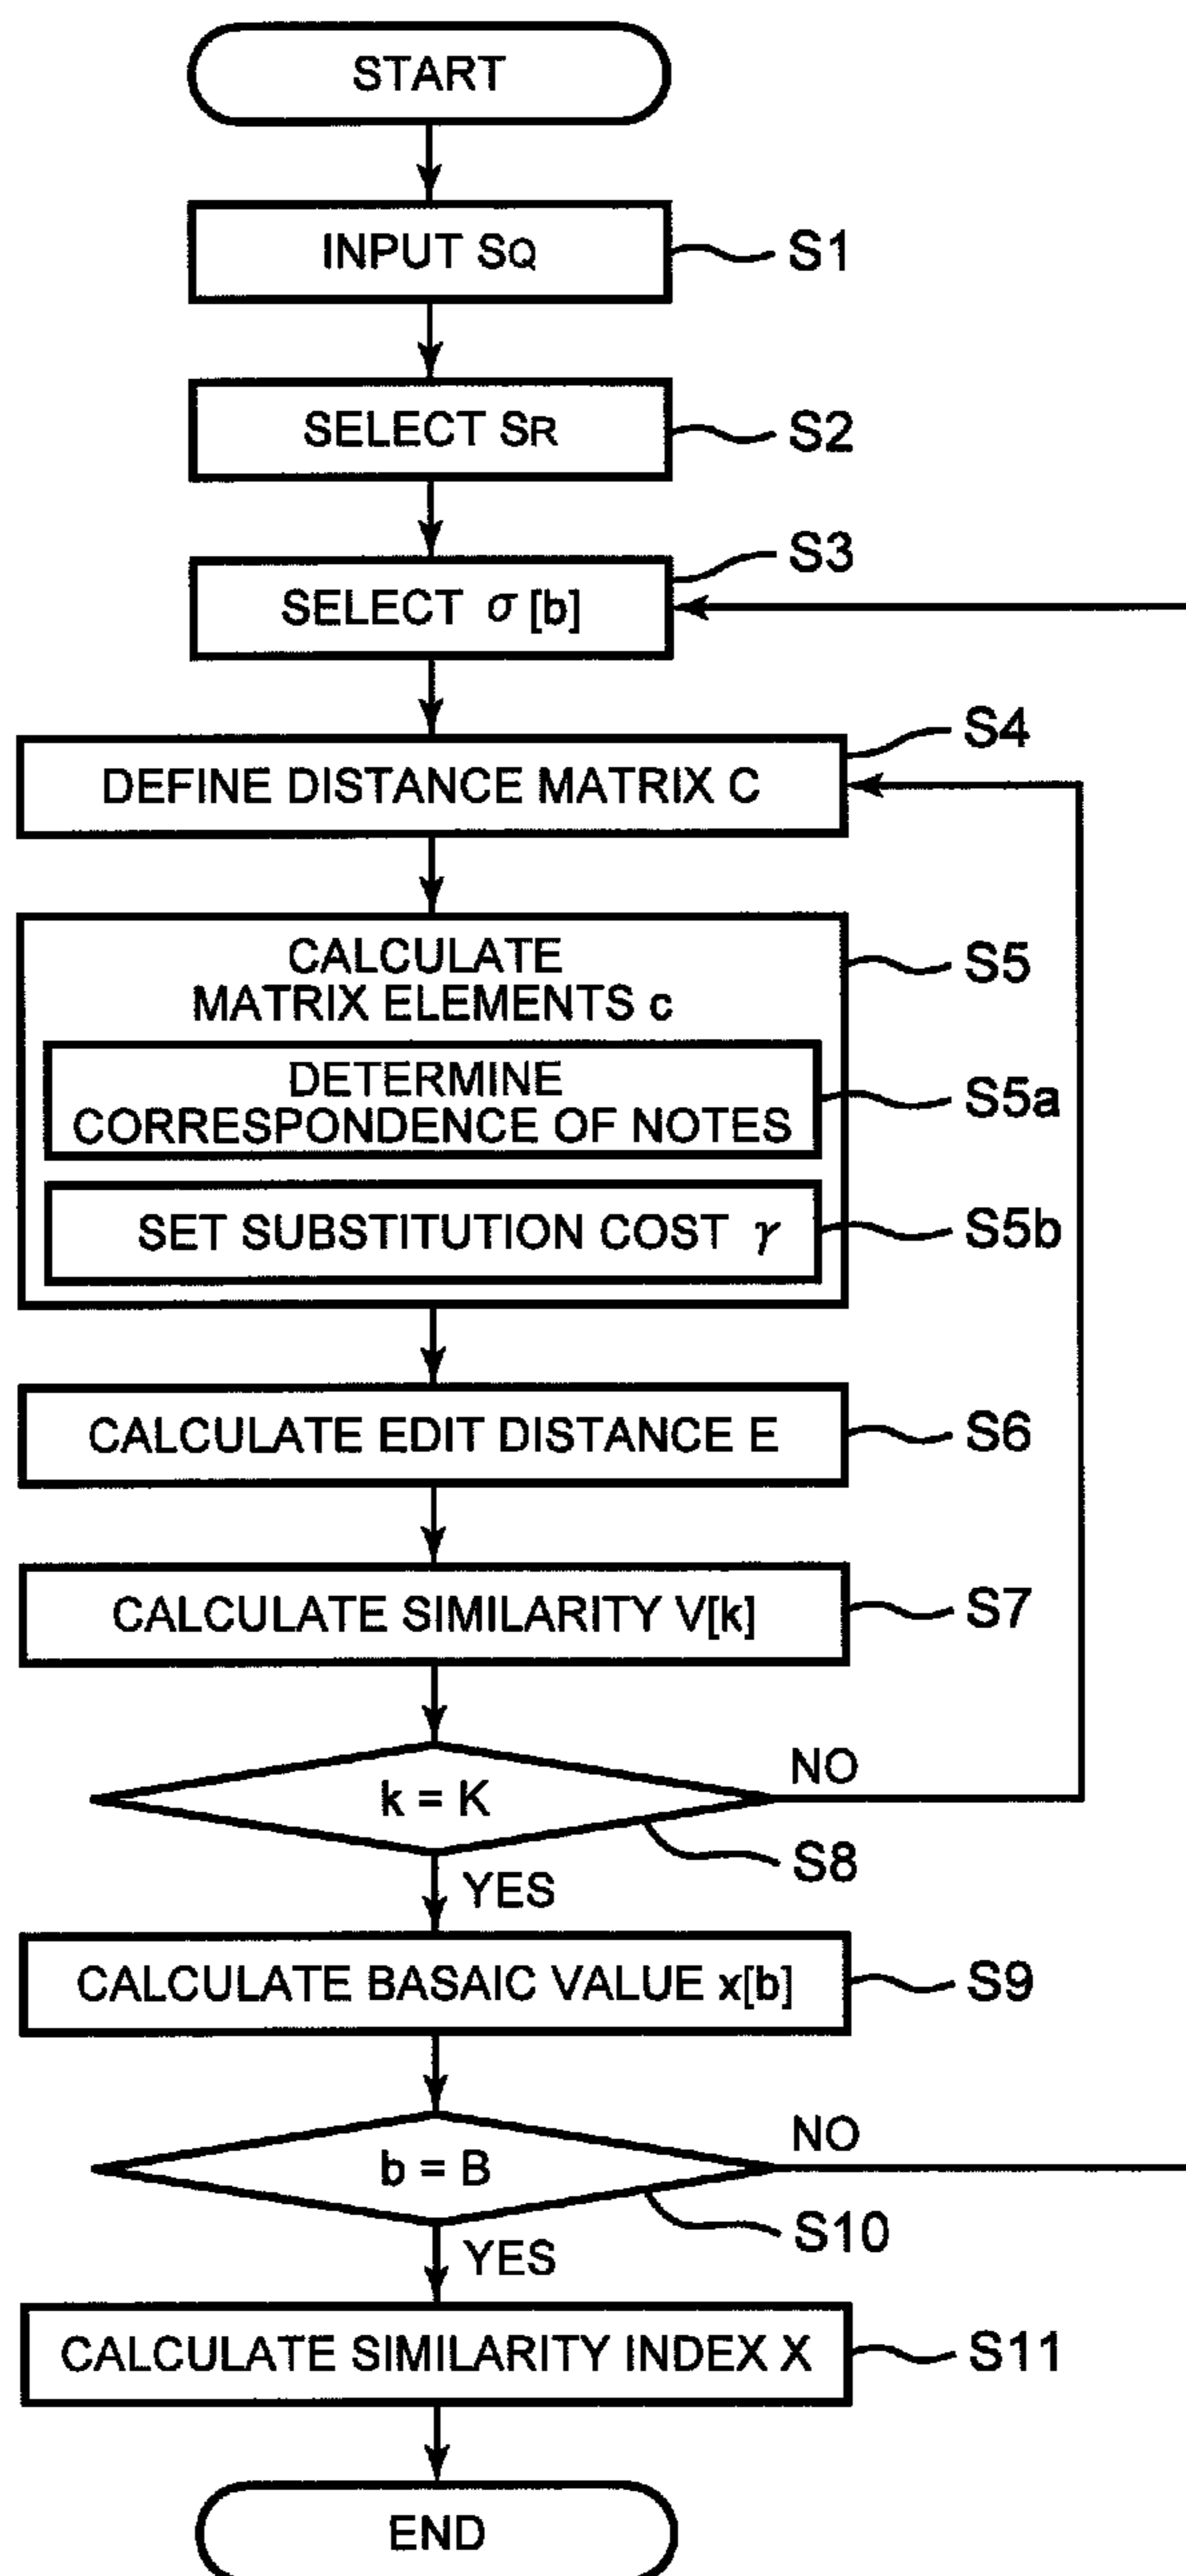 START
INPUT SQ
S1
SELECT SR
S2
SELECT σ [b]
S3
DEFINE DISTANCE MATRIX C
S4
CALCULATE
MATRIX ELEMENTS c
S5
DETERMINE
CORRESPONDENCE OF NOTES
S5a
SET SUBSTITUTION COST γ
S5b
CALCULATE EDIT DISTANCE E
S6
CALCULATE SIMILARITY V[k]
S7
k = K
NO
S8
YES
CALCULATE BASAIC VALUE x[b]
S9
b = B
NO
S10
YES
CALCULATE SIMILARITY INDEX X
S11
END